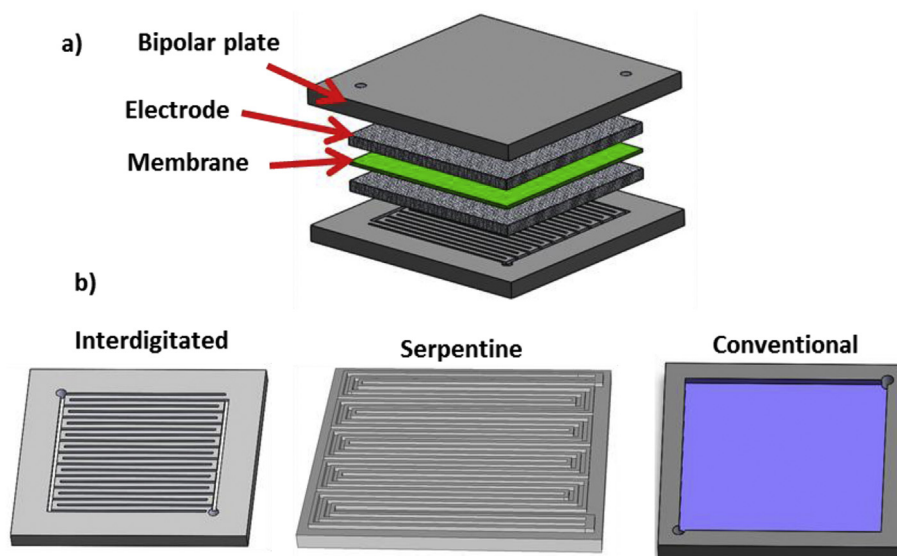 a)
Bipolar plate
Electrode
Membrane
b)
Interdigitated
Serpentine
Conventional